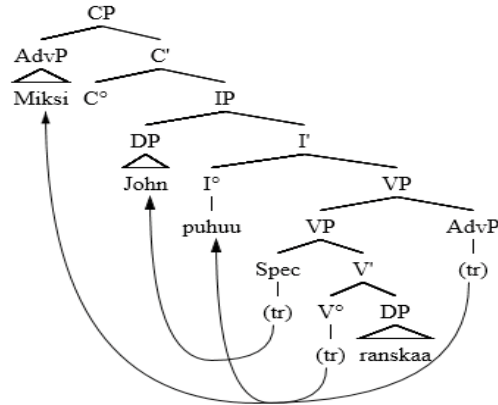 CP
AdvP C'
Miksi C° IP
DP I'
John I° VP
puhuu VP AdvP
Spec V' (tr)
(tr) V° DP
(tr) ranskaa